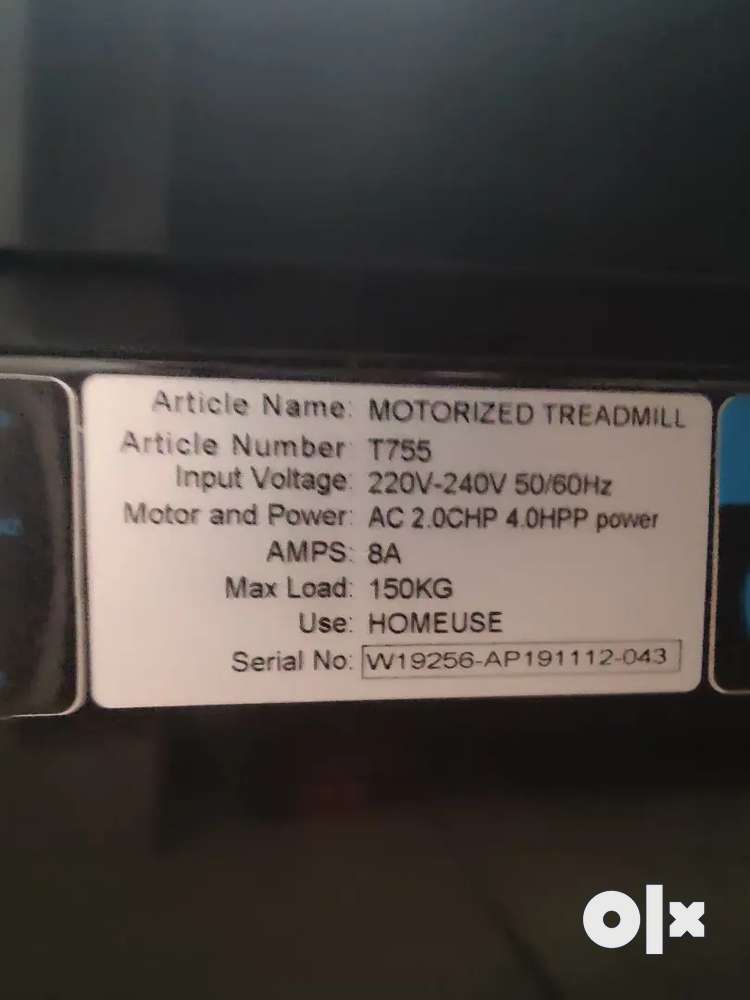 Article Name: MOTORIZED TREADMILL
Article Number T755
Input Voltage: 220V-240V 50/60Hz
Motor and Power: AC 2.0CHP 4.0HPP power
AMPS: 8A
Max Load: 150KG
Use: HOMEUSE
Serial No: W19256-AP191112-043
olx